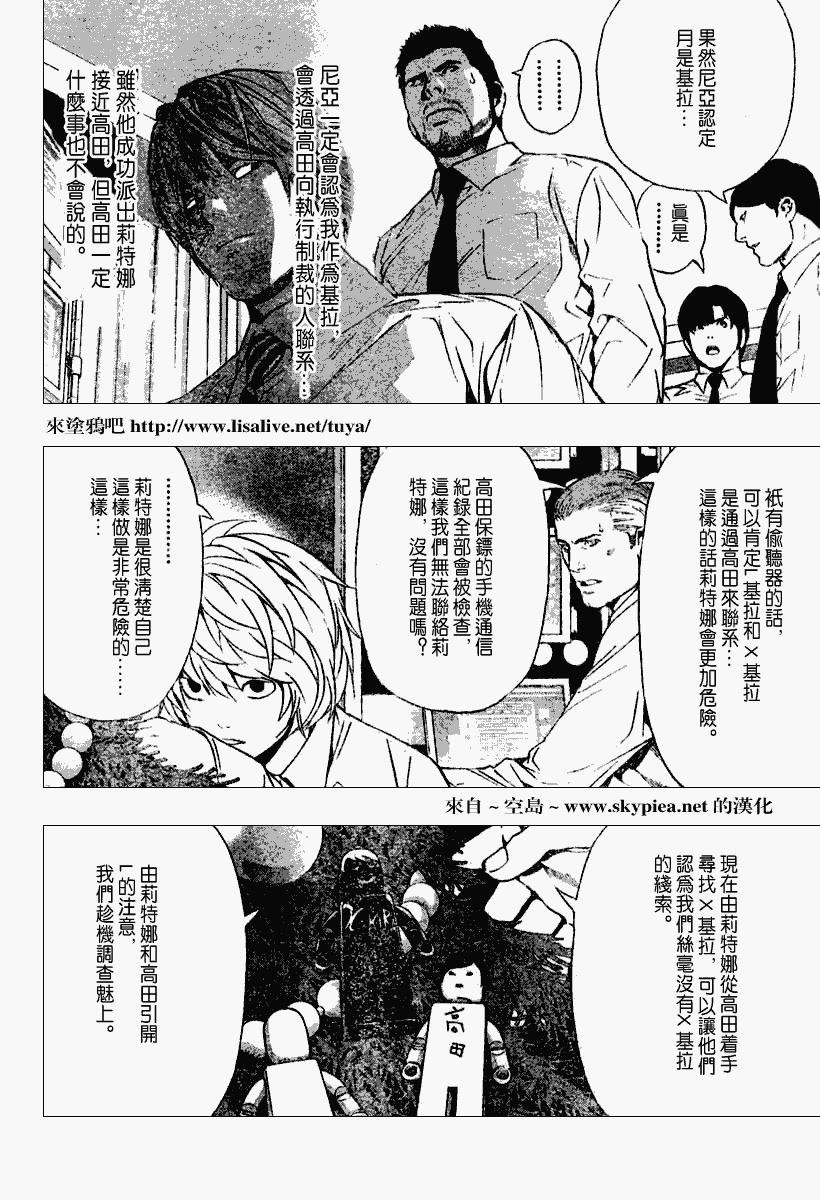 果然尼亞認定
月是基拉…
………
………
真是
………
尼亞一定會認爲我作爲基拉，
會透過高田向執行制裁的人聯系…
雖然他成功派出莉特娜
接近高田，但高田一定
什麼事也不會說的。
來塗鴉吧 http://www.lisalive.net/tuya/
衹有偷聽器的話，
可以肯定L基拉和X基拉
是通過高田來聯系…
這樣的話莉特娜會更加危險。
高田保鏢的手機通信
紀錄全部會被檢查，
這樣我們無法聯絡莉
特娜，沒有問題嗎？
……………
莉特娜是很清楚自己
這樣做是非常危險的……
這樣…
來自～空島～www.skypiea.net 的漢化
現在由莉特娜從高田着手
尋找X基拉，可以讓他們
認爲我們絲毫沒有X基拉
的綫索。
高田
由莉特娜和高田引開
L的注意，
我們趁機調查魅上。